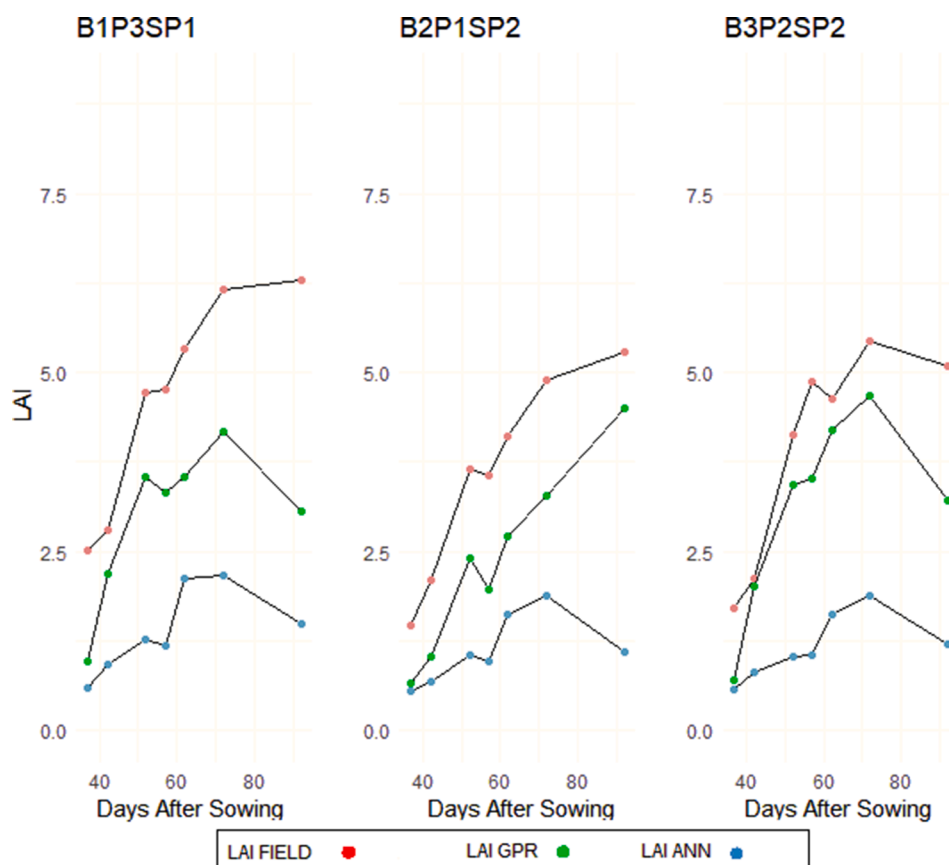 B1P3SP1 B2P1SP2 B3P2SP2
7.5 7.5 7.5
5.0 5.0 5.0
LAI
2.5 2.5 2.5
0.0 0.0 0.0
40 60 80 40 60 80 40 60 80
Days After Sowing Days After Sowing Days After Sowing
LAI FIELD LAI GPR LAI ANN